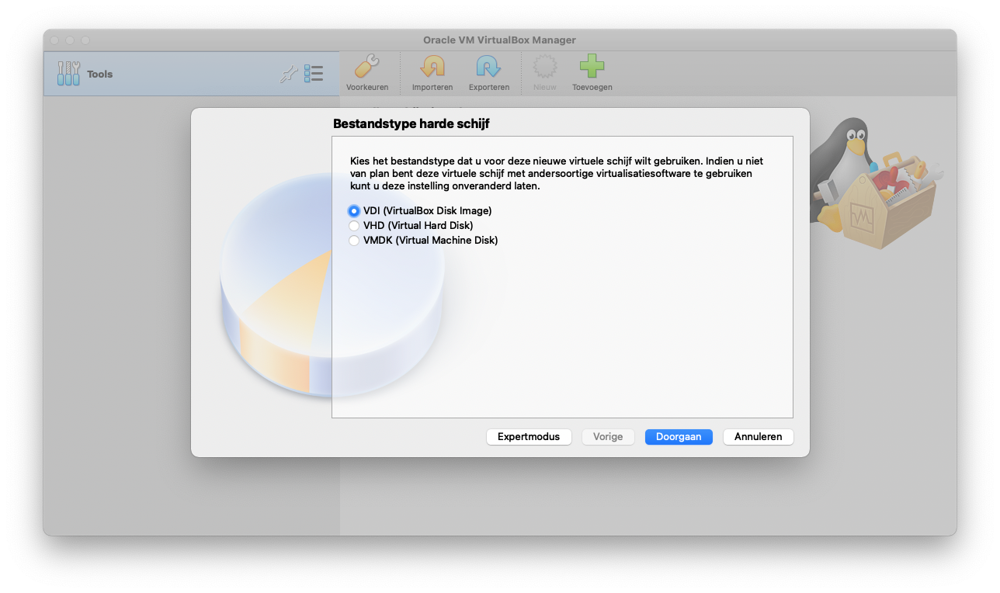 Oracle VM VirtualBox Manager
Tools
Voorkeuren
Importeren
Exporteren
Nieuw
Toevoegen
Bestandstype harde schijf
Kies het bestandstype dat u voor deze nieuwe virtuele schijf wilt gebruiken. Indien u niet
van plan bent deze virtuele schijf met andersoortige virtualisatiesoftware te gebruiken
kunt u deze instelling onveranderd laten.
VDI (VirtualBox Disk Image)
VHD (Virtual Hard Disk)
VMDK (Virtual Machine Disk)
Expertmodus
Vorige
Doorgaan
Annuleren